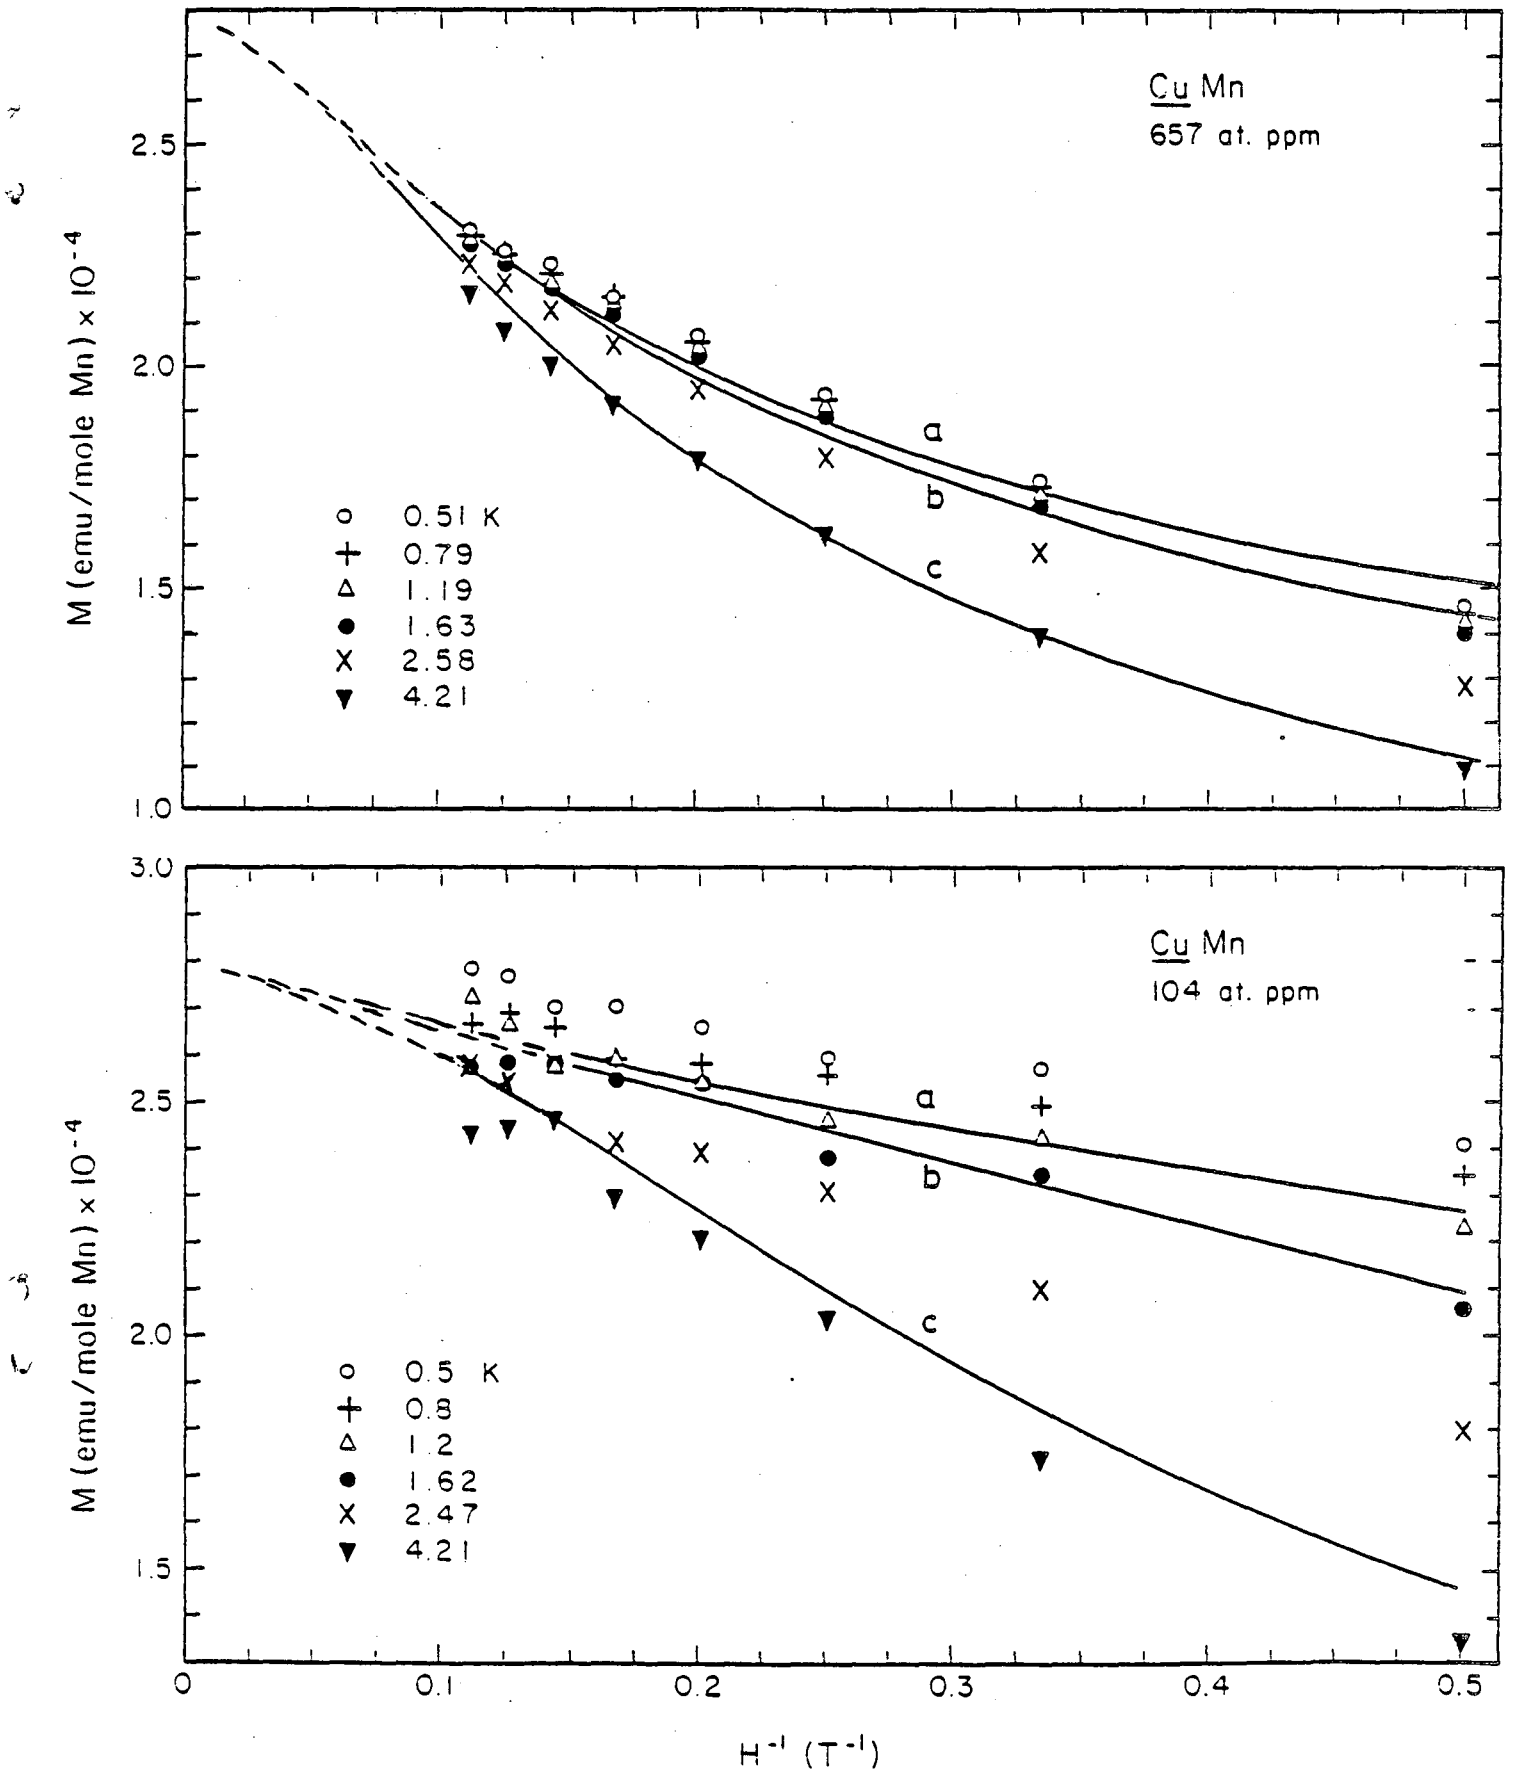 Cu Mn
657 at. ppm
2.5
2.0
1.5
1.0
M (emu/mole Mn) x 10⁻⁴
a
b
c
○ 0.51 K
+ 0.79
△ 1.19
● 1.63
× 2.58
▼ 4.21
3.0
Cu Mn
104 at. ppm
2.5
2.0
1.5
M (emu/mole Mn) x 10⁻⁴
a
b
c
○ 0.5 K
+ 0.8
△ 1.2
● 1.62
× 2.47
▼ 4.21
0 0.1 0.2 0.3 0.4 0.5
H⁻¹ (T⁻¹)